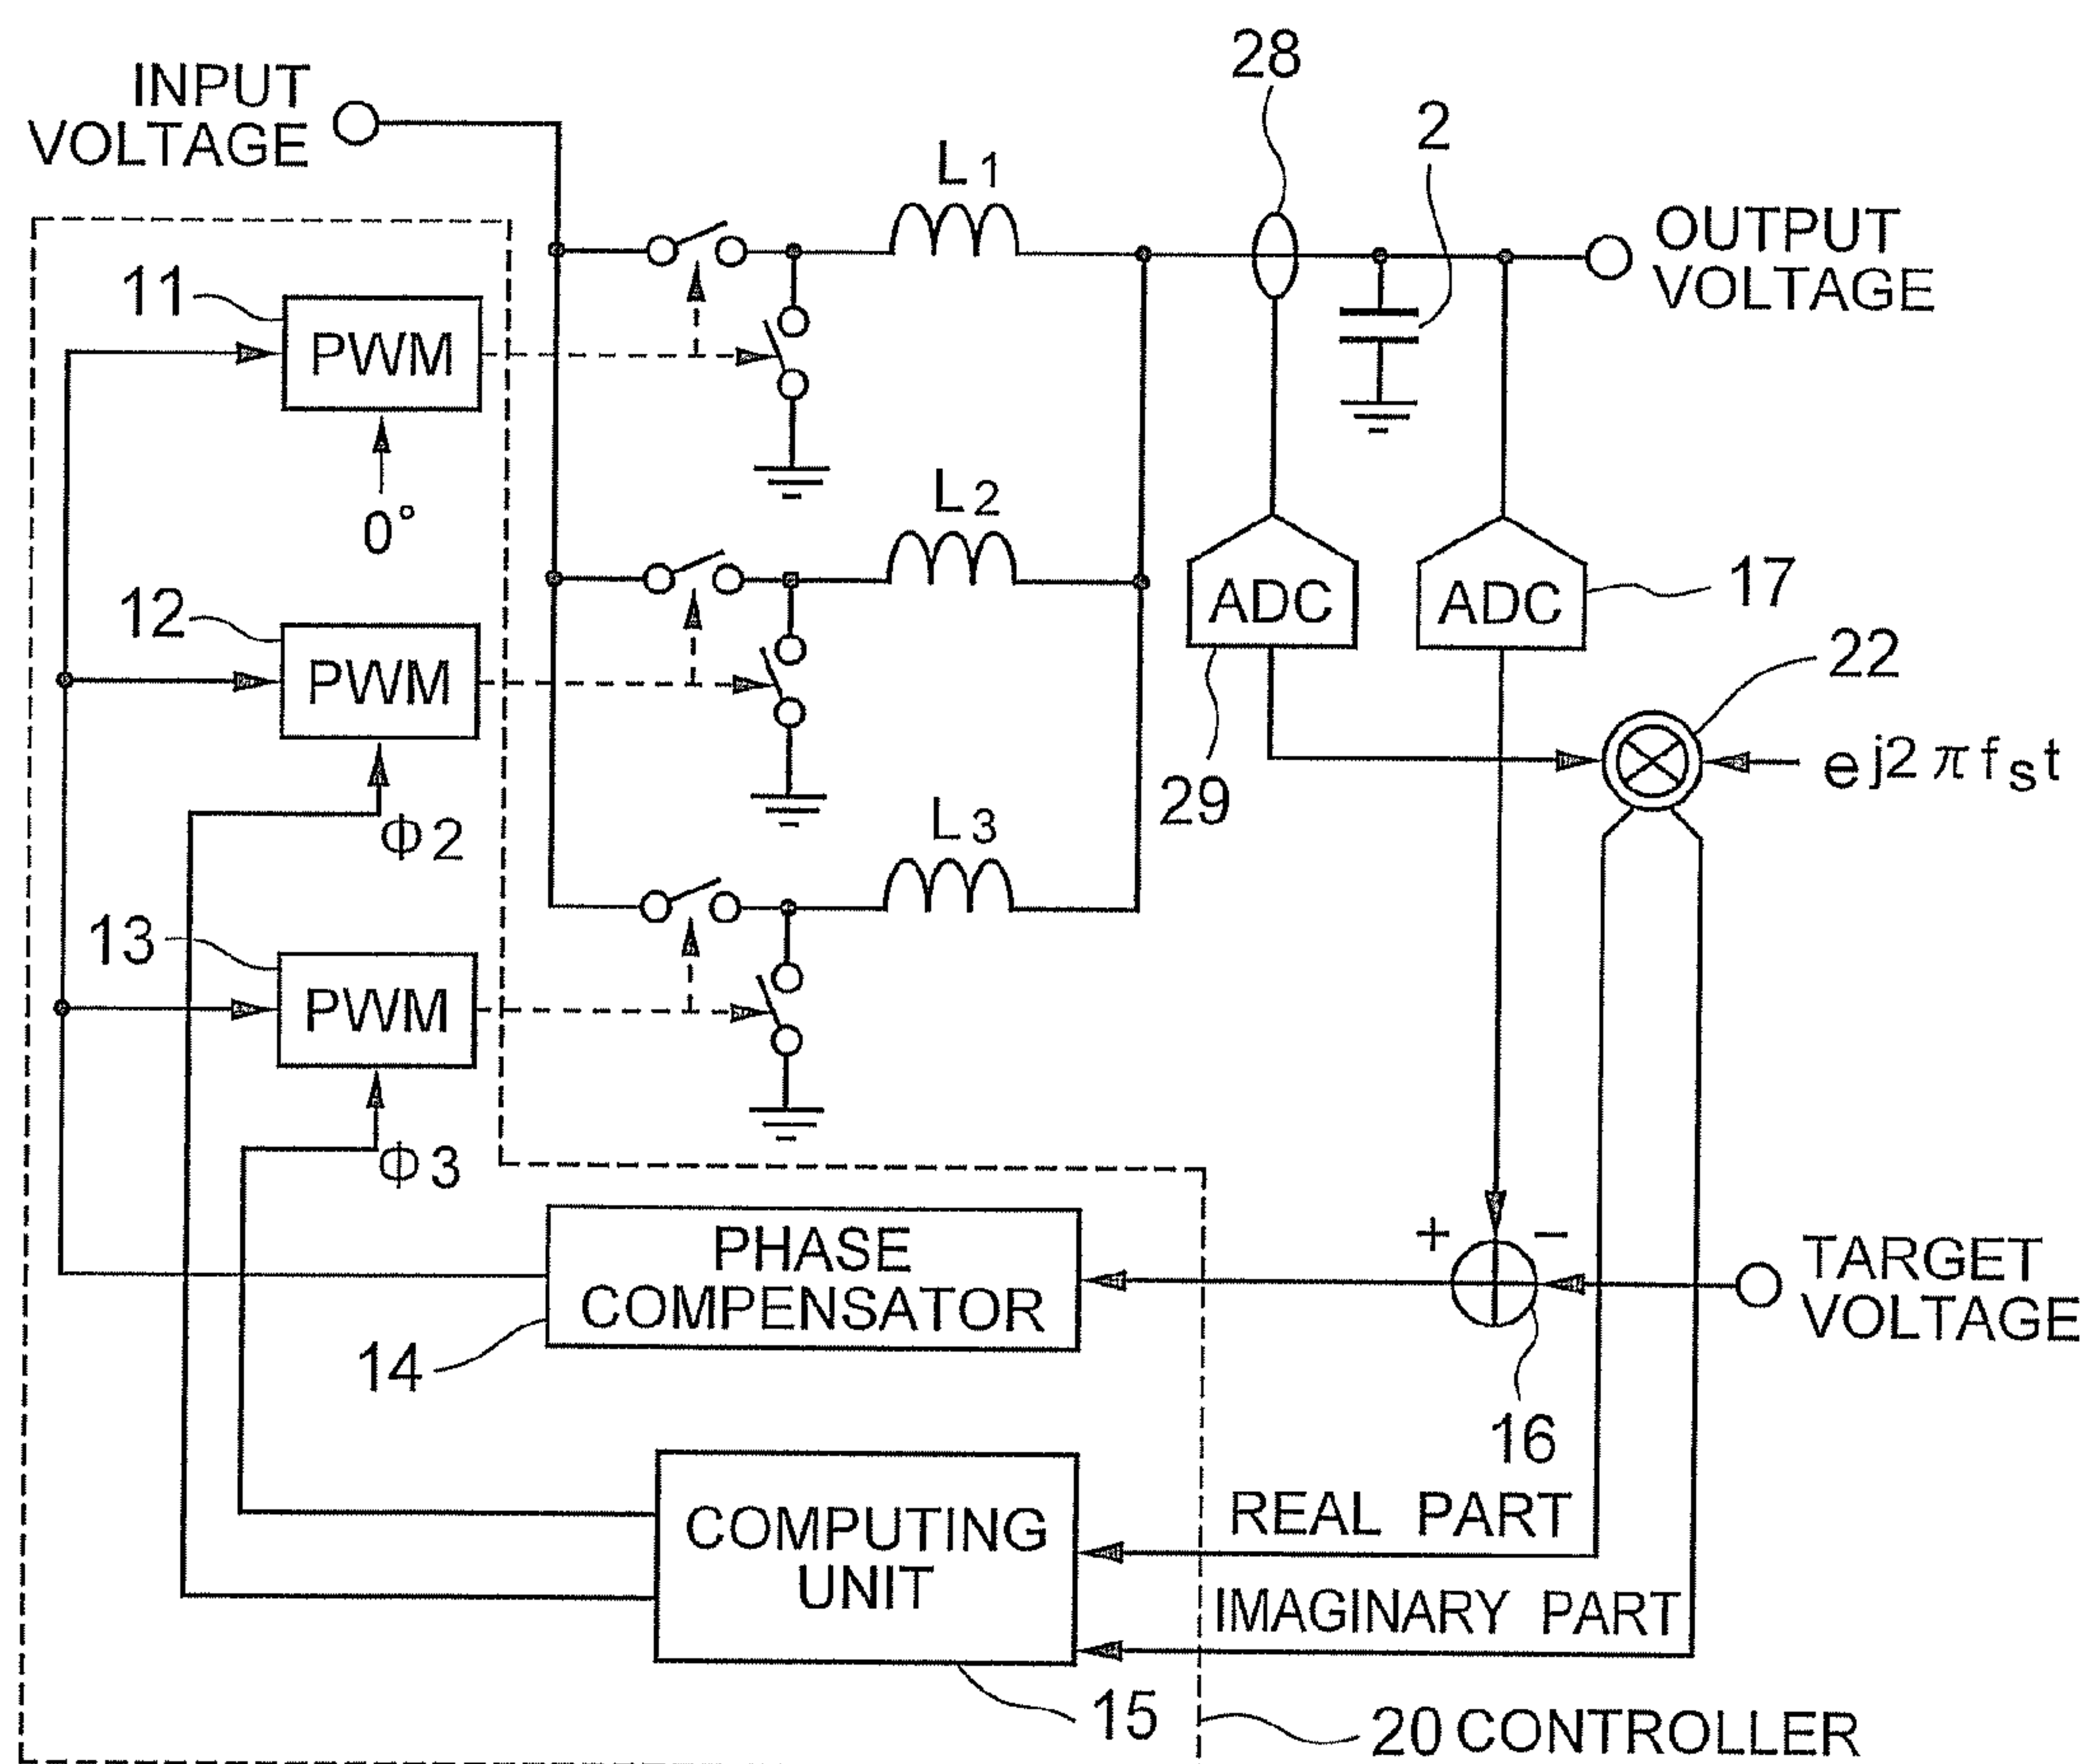 28
INPUT
VOLTAGE
2
L1
OUTPUT
VOLTAGE
11
PWM
0°
L2
ADC
ADC
17
12
PWM
22
ej2πfst
29
Φ2
L3
13
PWM
Φ3
+
−
PHASE
COMPENSATOR
TARGET
VOLTAGE
14
16
REAL PART
COMPUTING
UNIT
IMAGINARY PART
15
20 CONTROLLER